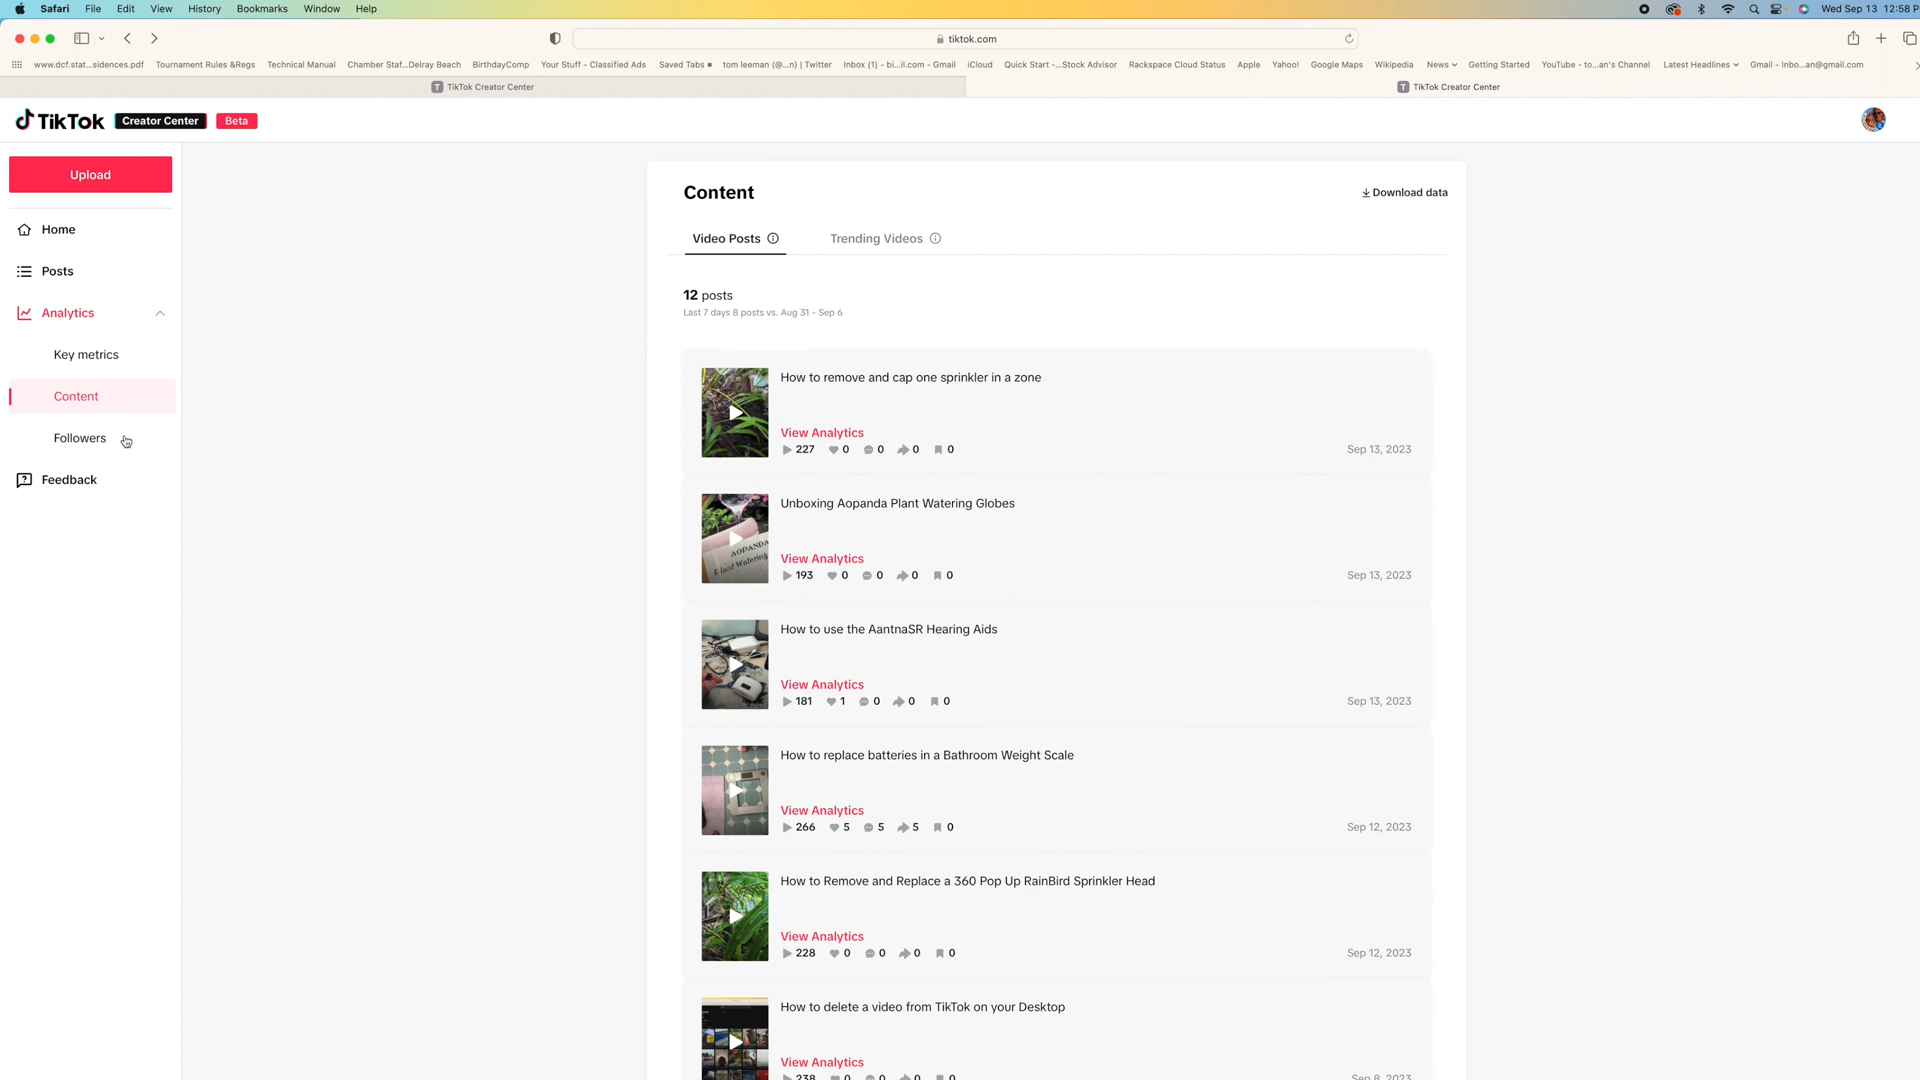 Safari File Edit View History Bookmarks Window Help
Wed Sep 13 12:58 P
tiktok.com
www.dcf.stat...sidences.pdf Tournament Rules &Regs Technical Manual Chamber Staf...Delray Beach BirthdayComp Your Stuff - Classified Ads Saved Tabs tom leeman (@...n) | Twitter Inbox (1) - bi...il.com - Gmail iCloud Quick Start -...Stock Advisor Rackspace Cloud Status Apple Yahoo! Google Maps Wikipedia News Getting Started YouTube - to...an's Channel Latest Headlines Gmail - Inbo...an@gmail.com
T TikTok Creator Center
T TikTok Creator Center
TikTok Creator Center Beta
Upload
Home
Posts
Analytics
Key metrics
Content
Followers
Feedback
Content
Download data
Video Posts
Trending Videos
12 posts
Last 7 days 8 posts vs. Aug 31 - Sep 6
How to remove and cap one sprinkler in a zone
View Analytics
227 0 0 0 0
Sep 13, 2023
AOPANDA
Plant Watering
Unboxing Aopanda Plant Watering Globes
View Analytics
193 0 0 0 0
Sep 13, 2023
How to use the AantnaSR Hearing Aids
View Analytics
181 1 0 0 0
Sep 13, 2023
How to replace batteries in a Bathroom Weight Scale
View Analytics
266 5 5 5 0
Sep 12, 2023
How to Remove and Replace a 360 Pop Up RainBird Sprinkler Head
View Analytics
228 0 0 0 0
Sep 12, 2023
How to delete a video from TikTok on your Desktop
View Analytics
238 0 0 0 0
Sep 8, 2023